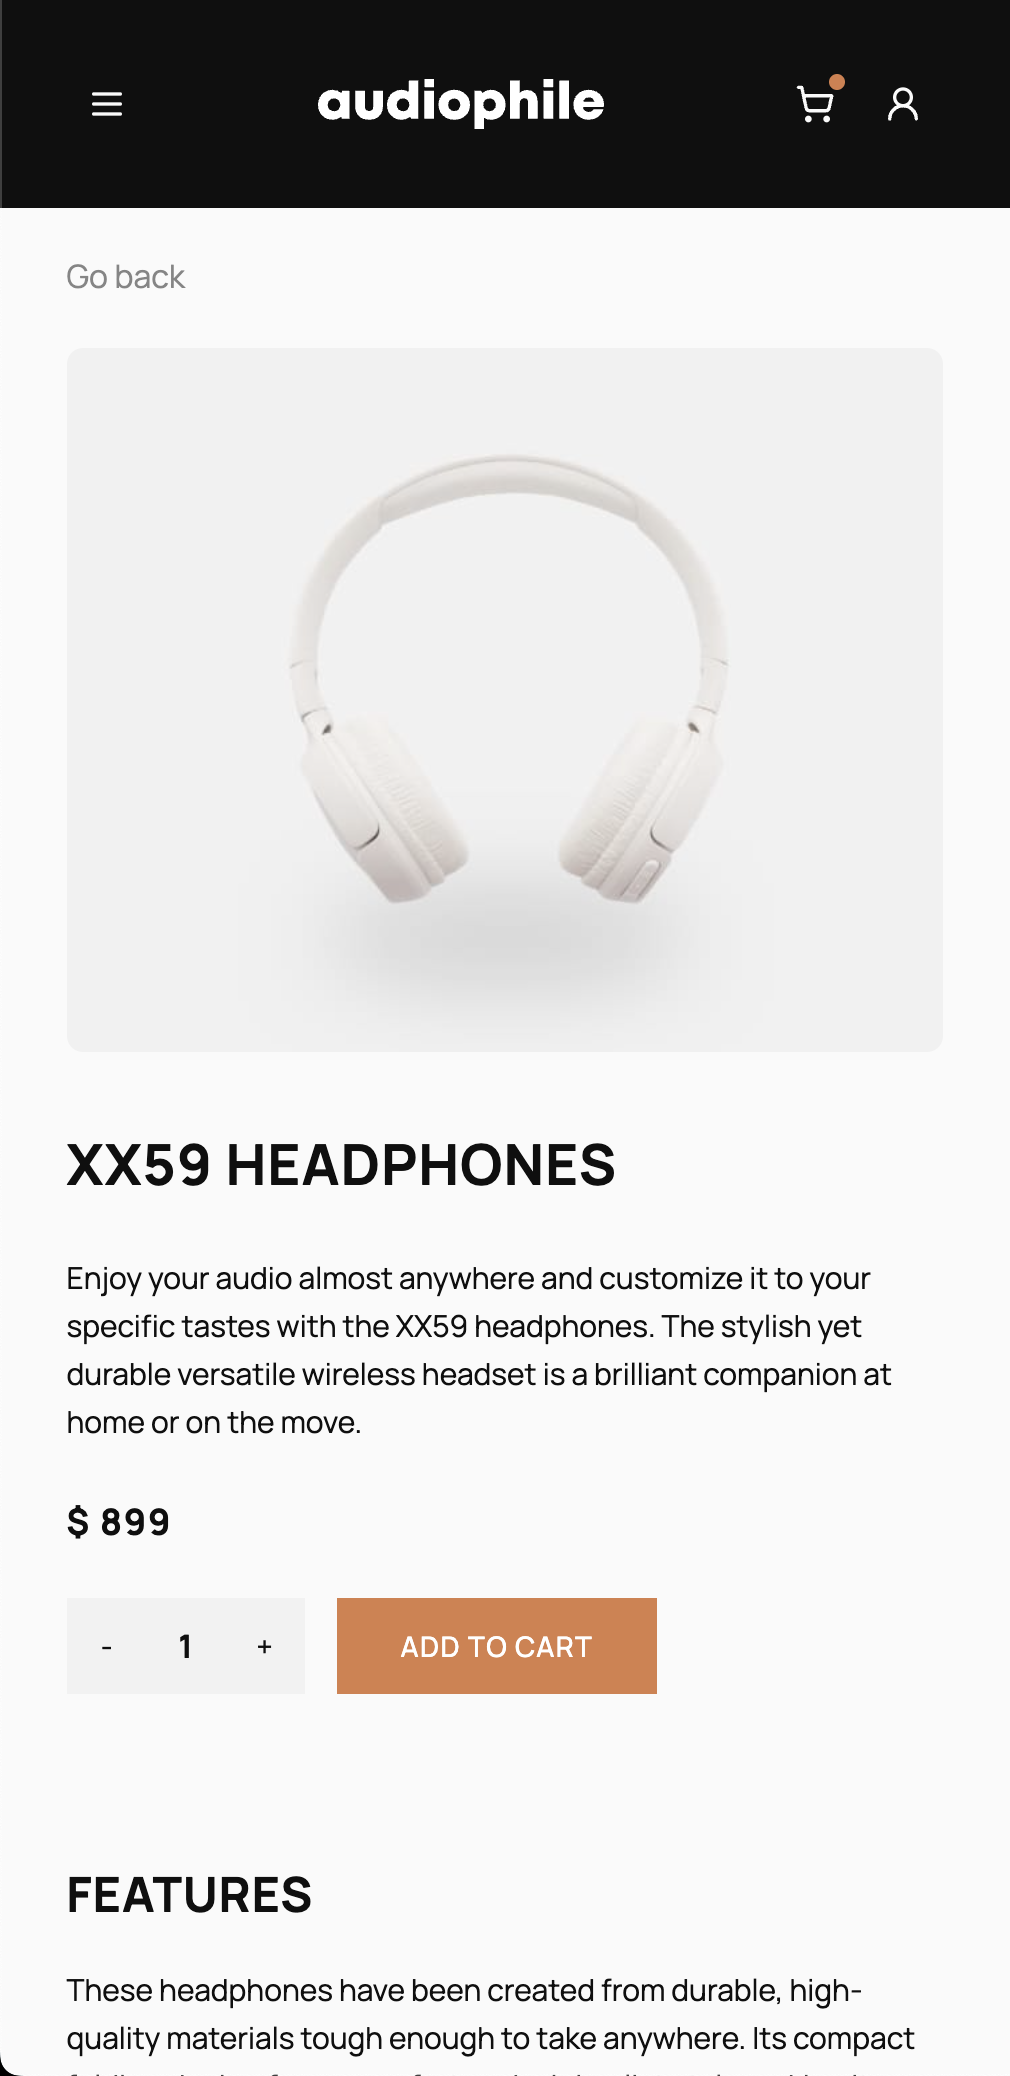 audiophile
Go back
XX59 HEADPHONES
Enjoy your audio almost anywhere and customize it to your
specific tastes with the XX59 headphones. The stylish yet
durable versatile wireless headset is a brilliant companion at
home or on the move.
$ 899
- 1 +
ADD TO CART
FEATURES
These headphones have been created from durable, high-
quality materials tough enough to take anywhere. Its compact